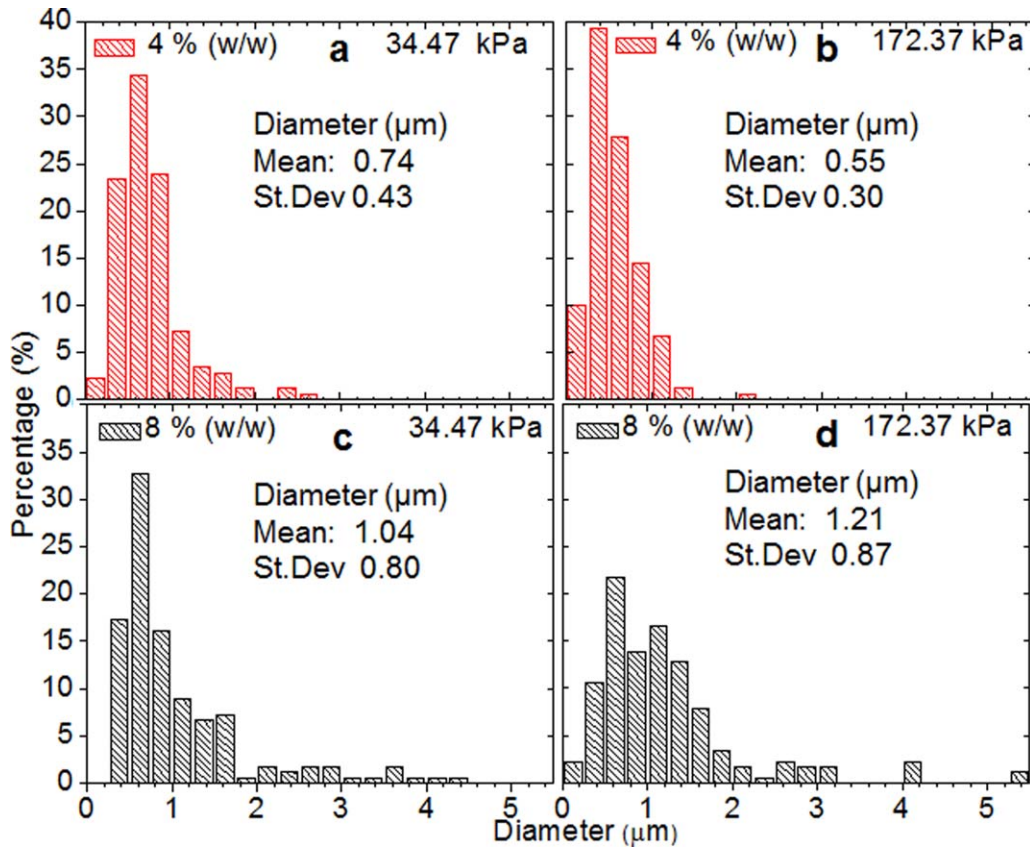 40
35
30
25
20
15
10
5
0
4 % (w/w) a 34.47 kPa
Diameter (µm)
Mean: 0.74
St.Dev 0.43
4 % (w/w) b 172.37 kPa
Diameter (µm)
Mean: 0.55
St.Dev 0.30
Percentage (%)
35
30
25
20
15
10
5
0
8 % (w/w) c 34.47 kPa
Diameter (µm)
Mean: 1.04
St.Dev 0.80
8 % (w/w) d 172.37 kPa
Diameter (µm)
Mean: 1.21
St.Dev 0.87
0 1 2 3 4 5 0 1 2 3 4 5
Diameter (µm)